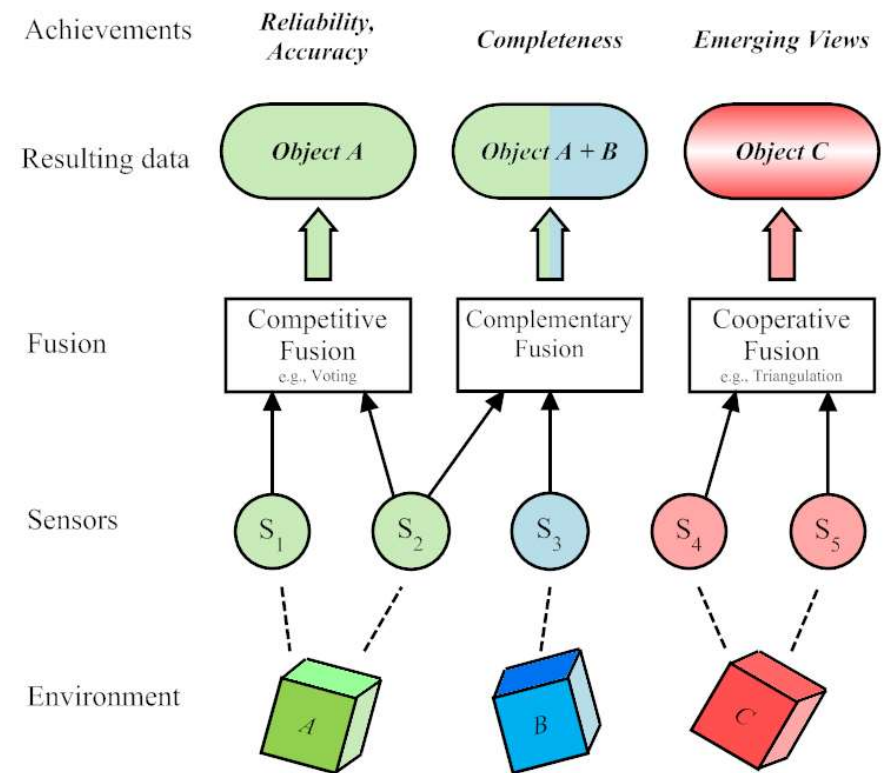 Achievements
Reliability,
Accuracy
Completeness
Emerging Views
Resulting data
Object A
Object A + B
Object C
Fusion
Competitive
Fusion
e.g., Voting
Complementary
Fusion
Cooperative
Fusion
e.g., Triangulation
Sensors
S1
S2
S3
S4
S5
Environment
A
B
C